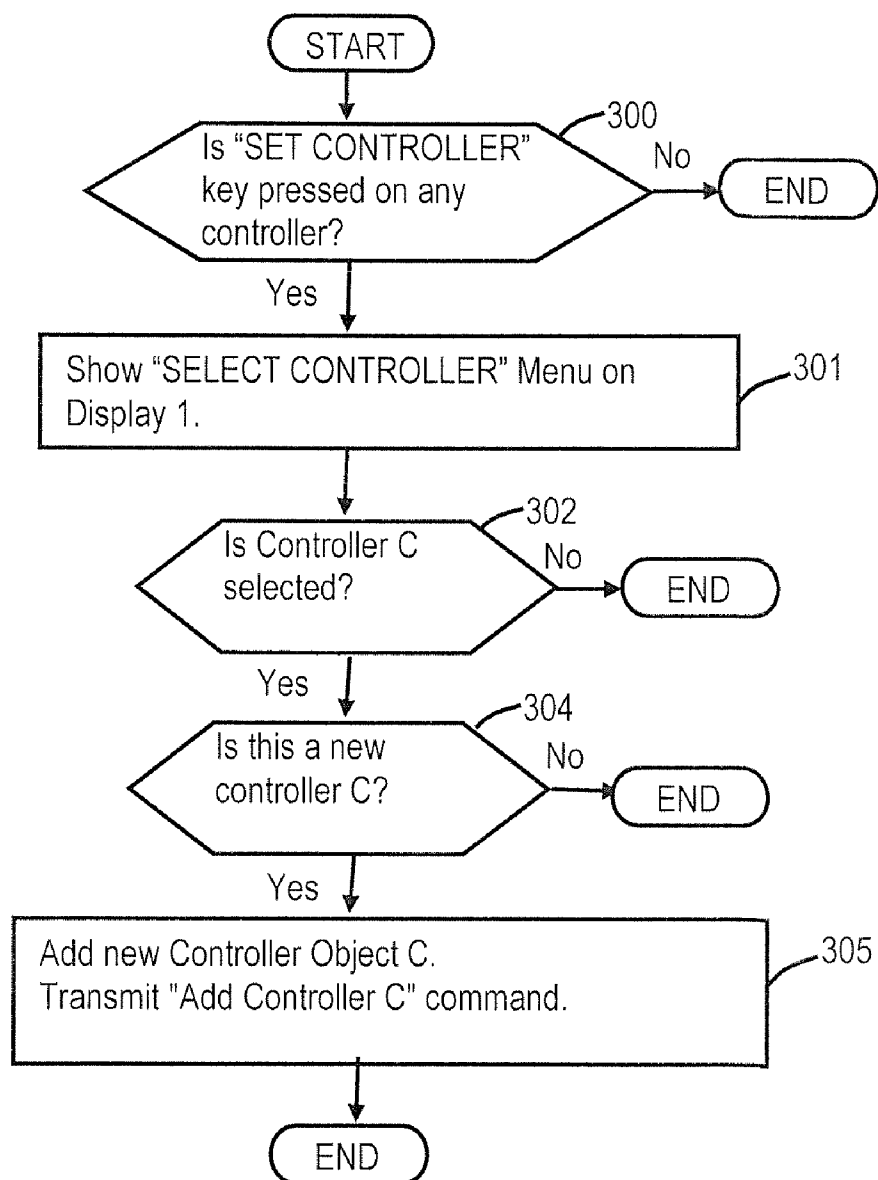 START
300
Is “SET CONTROLLER”
key pressed on any
controller?
No
END
Yes
Show “SELECT CONTROLLER” Menu on
Display 1.
301
302
Is Controller C
selected?
No
END
Yes
304
Is this a new
controller C?
No
END
Yes
Add new Controller Object C.
Transmit "Add Controller C" command.
305
END